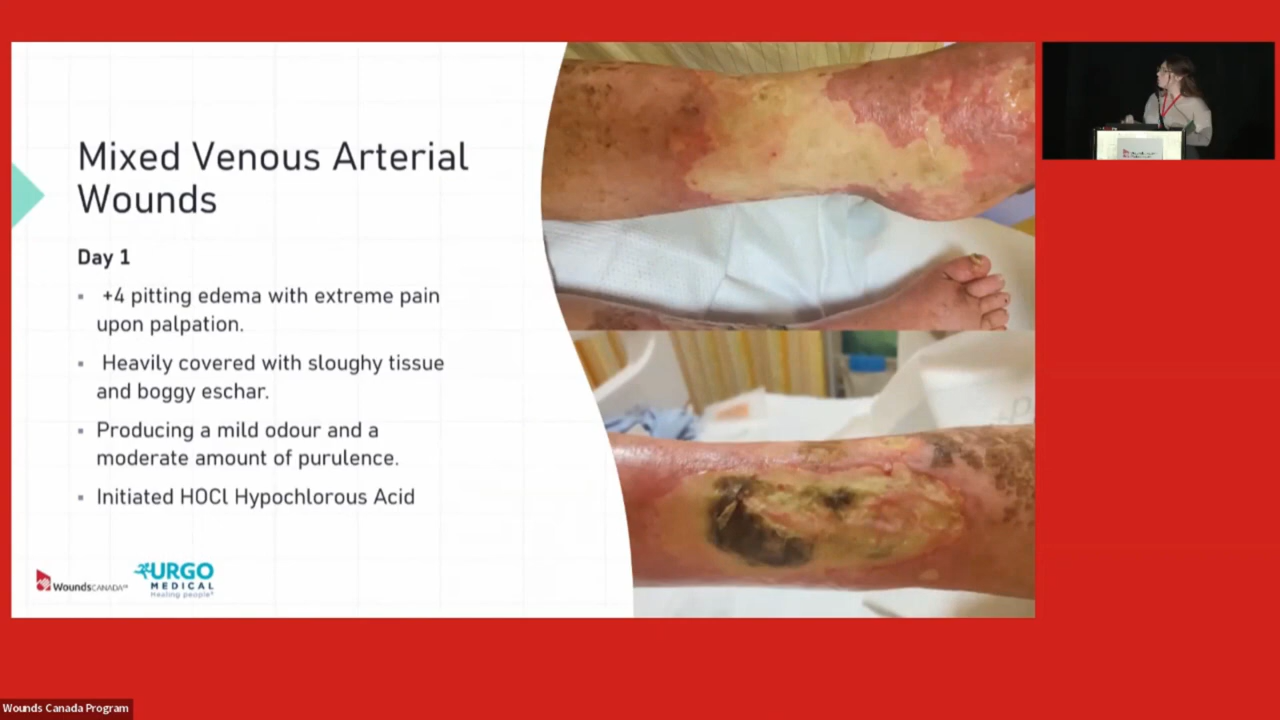 Mixed Venous Arterial
Wounds
Day 1
▪ +4 pitting edema with extreme pain
upon palpation.
▪ Heavily covered with sloughy tissue
and boggy eschar.
▪ Producing a mild odour and a
moderate amount of purulence.
▪ Initiated HOCl Hypochlorous Acid
WoundsCANADA
URGO
MEDICAL
Healing people®
Wounds Canada Program